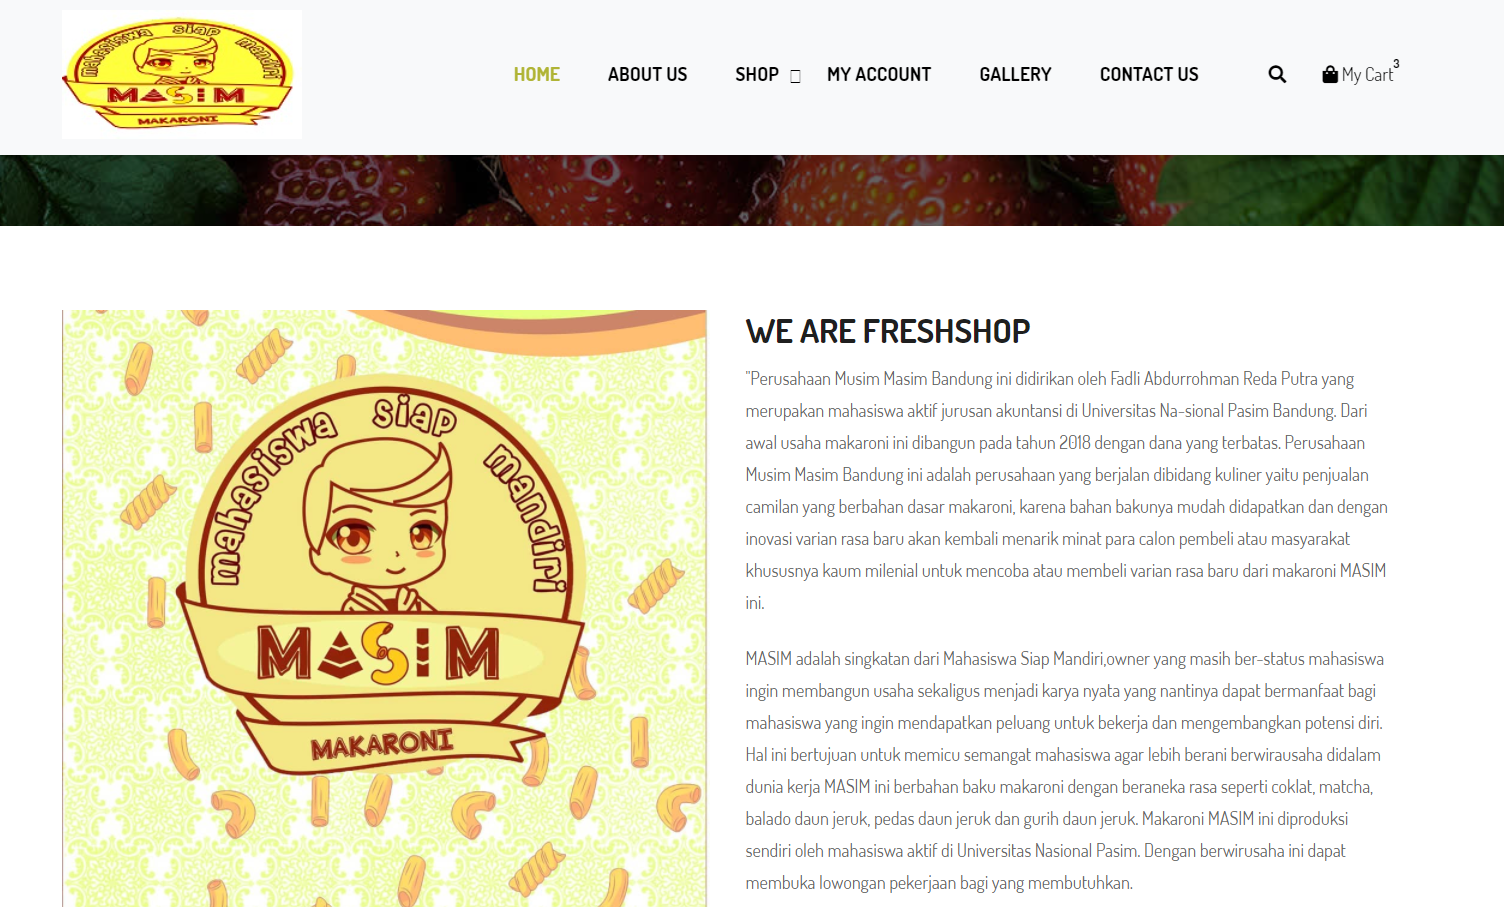 mahasiswa siap mandiri
MASIM
MAKARONI
HOME
ABOUT US
SHOP
MY ACCOUNT
GALLERY
CONTACT US
My Cart
3
mahasiswa siap mandiri
MASIM
MAKARONI
WE ARE FRESHSHOP
"Perusahaan Musim Masim Bandung ini didirikan oleh Fadli Abdurrohman Reda Putra yang
merupakan mahasiswa aktif jurusan akuntansi di Universitas Na-sional Pasim Bandung. Dari
awal usaha makaroni ini dibangun pada tahun 2018 dengan dana yang terbatas. Perusahaan
Musim Masim Bandung ini adalah perusahaan yang berjalan dibidang kuliner yaitu penjualan
camilan yang berbahan dasar makaroni, karena bahan bakunya mudah didapatkan dan dengan
inovasi varian rasa baru akan kembali menarik minat para calon pembeli atau masyarakat
khususnya kaum milenial untuk mencoba atau membeli varian rasa baru dari makaroni MASIM
ini.
MASIM adalah singkatan dari Mahasiswa Siap Mandiri,owner yang masih ber-status mahasiswa
ingin membangun usaha sekaligus menjadi karya nyata yang nantinya dapat bermanfaat bagi
mahasiswa yang ingin mendapatkan peluang untuk bekerja dan mengembangkan potensi diri.
Hal ini bertujuan untuk memicu semangat mahasiswa agar lebih berani berwirausaha didalam
dunia kerja MASIM ini berbahan baku makaroni dengan beraneka rasa seperti coklat, matcha,
balado daun jeruk, pedas daun jeruk dan gurih daun jeruk. Makaroni MASIM ini diproduksi
sendiri oleh mahasiswa aktif di Universitas Nasional Pasim. Dengan berwirusaha ini dapat
membuka lowongan pekerjaan bagi yang membutuhkan.